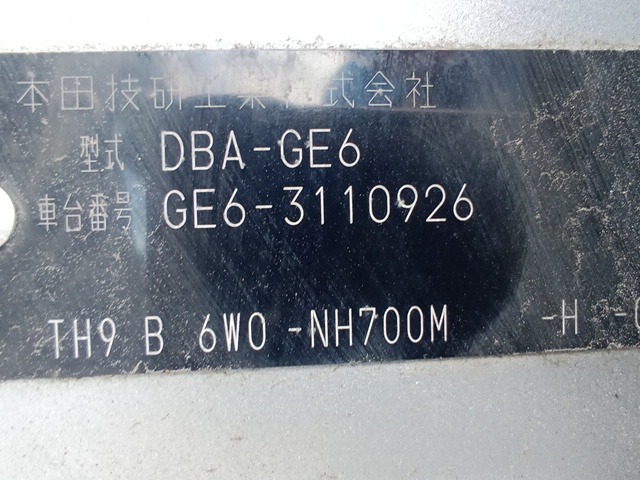 本田技研工業株式会社
型式 DBA-GE6
車台番号 GE6-3110926
TH9 B 6W0 -NH700M -H -